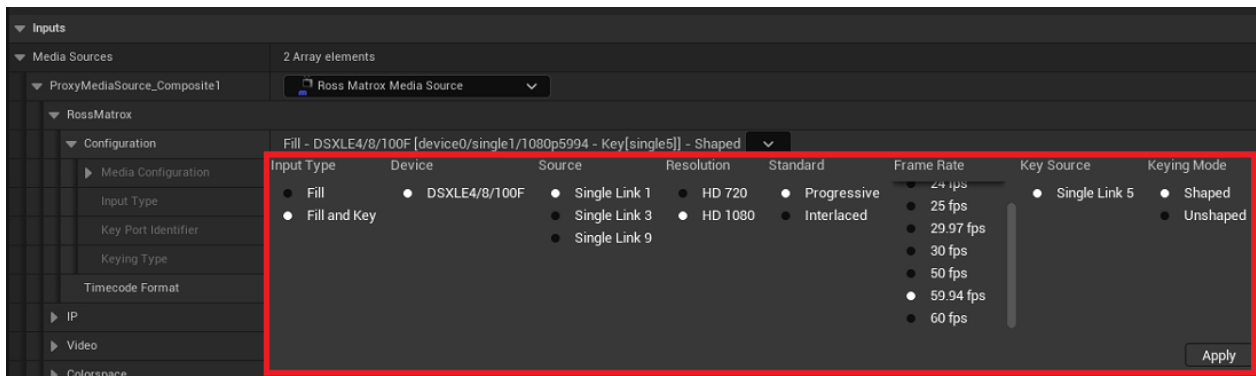 Inputs
Media Sources 2 Array elements
ProxyMediaSource_Composite1 Ross Matrox Media Source
RossMatrox
Configuration Fill - DSXLE4/8/100F [device0/single1/1080p5994 - Key[single5]] - Shaped
Input Type Device Source Resolution Standard Frame Rate Key Source Keying Mode
Media Configuration Fill DSXLE4/8/100F Single Link 1 HD 720 Progressive 24 fps Single Link 5 Shaped
Input Type Fill and Key Single Link 3 HD 1080 Interlaced 25 fps Unshaped
Key Port Identifier Single Link 9 29.97 fps
Keying Type 30 fps
50 fps
Timecode Format 59.94 fps
IP 60 fps
Video
Apply
Colorspace